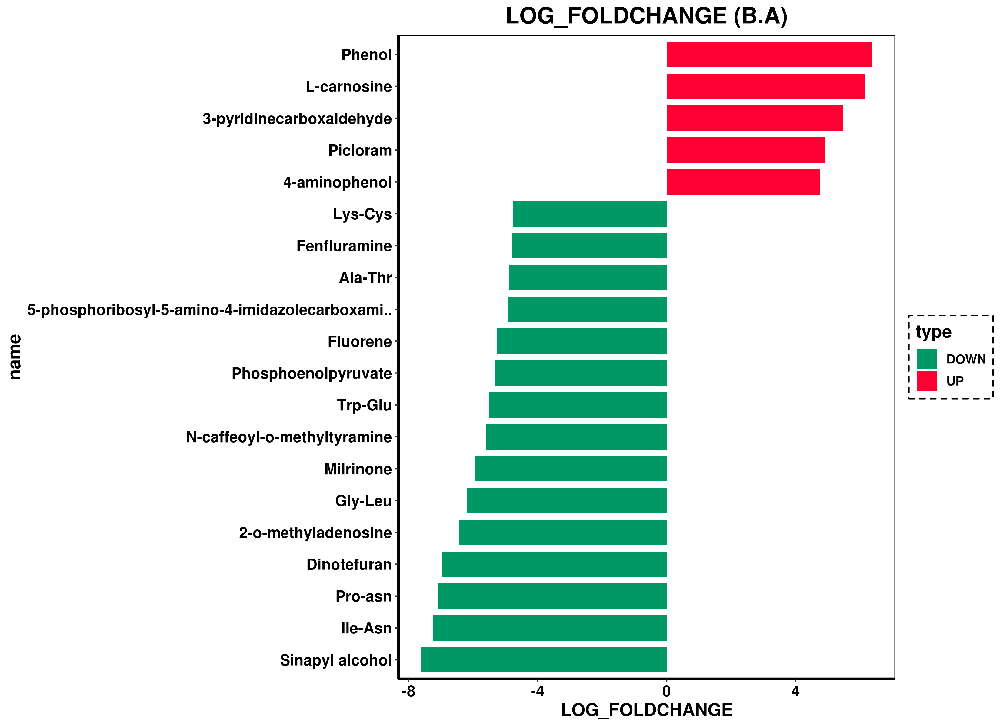 LOG_FOLDCHANGE (B.A)
Phenol
L-carnosine
3-pyridinecarboxaldehyde
Picloram
4-aminophenol
Lys-Cys
Fenfluramine
Ala-Thr
5-phosphoribosyl-5-amino-4-imidazolecarboxami..
Fluorene
Phosphoenolpyruvate
Trp-Glu
N-caffeoyl-o-methyltyramine
Milrinone
Gly-Leu
2-o-methyladenosine
Dinotefuran
Pro-asn
Ile-Asn
Sinapyl alcohol
name
-8 -4 0 4
LOG_FOLDCHANGE
type
DOWN
UP